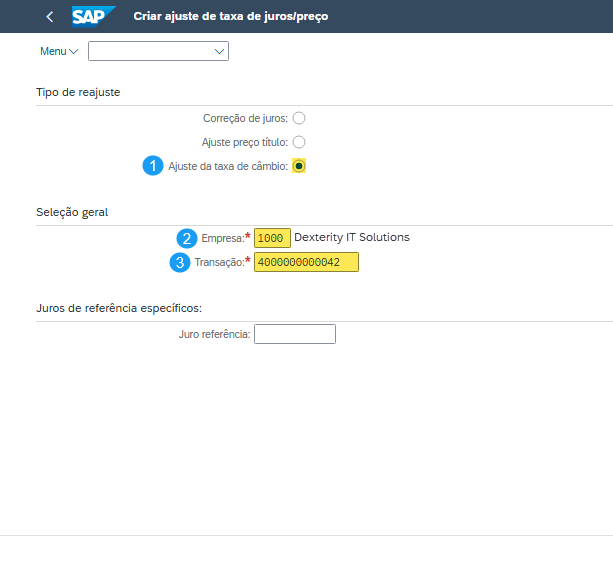 SAP Criar ajuste de taxa de juros/preço
Menu
Tipo de reajuste
Correção de juros:
Ajuste preço título:
1 Ajuste da taxa de câmbio:
Seleção geral
2 Empresa:* 1000 Dexterity IT Solutions
3 Transação:* 4000000000042
Juros de referência específicos:
Juro referência: